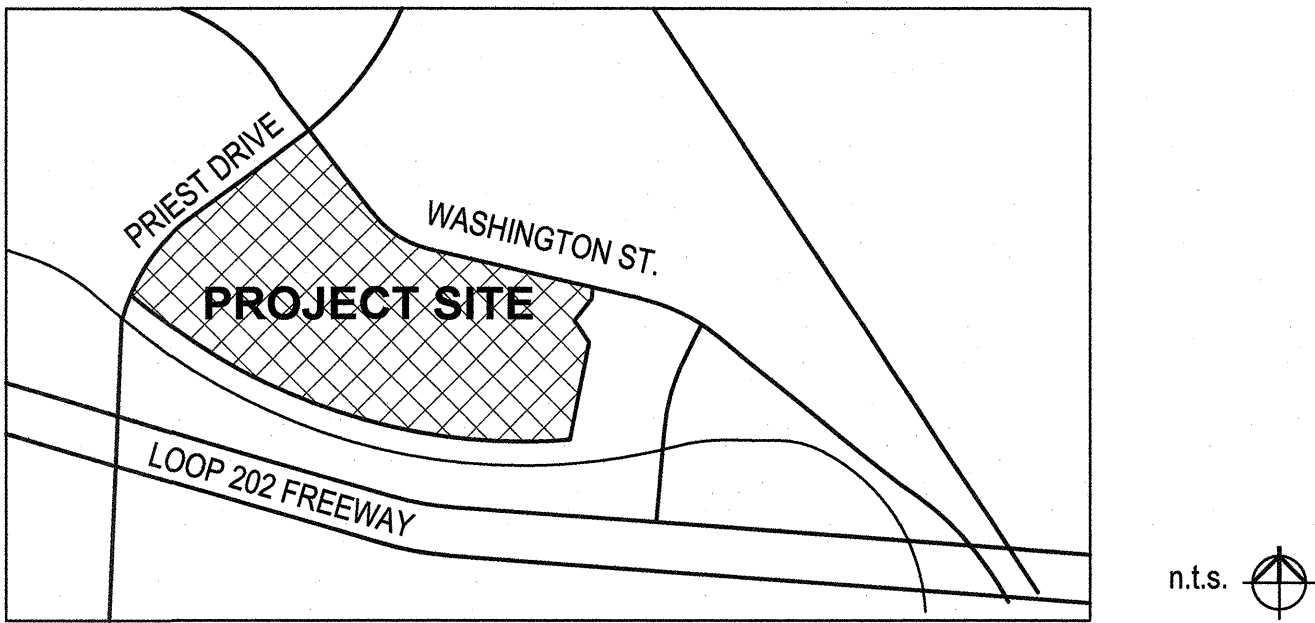 PRIEST DRIVE
WASHINGTON ST.
PROJECT SITE
LOOP 202 FREEWAY
n.t.s.